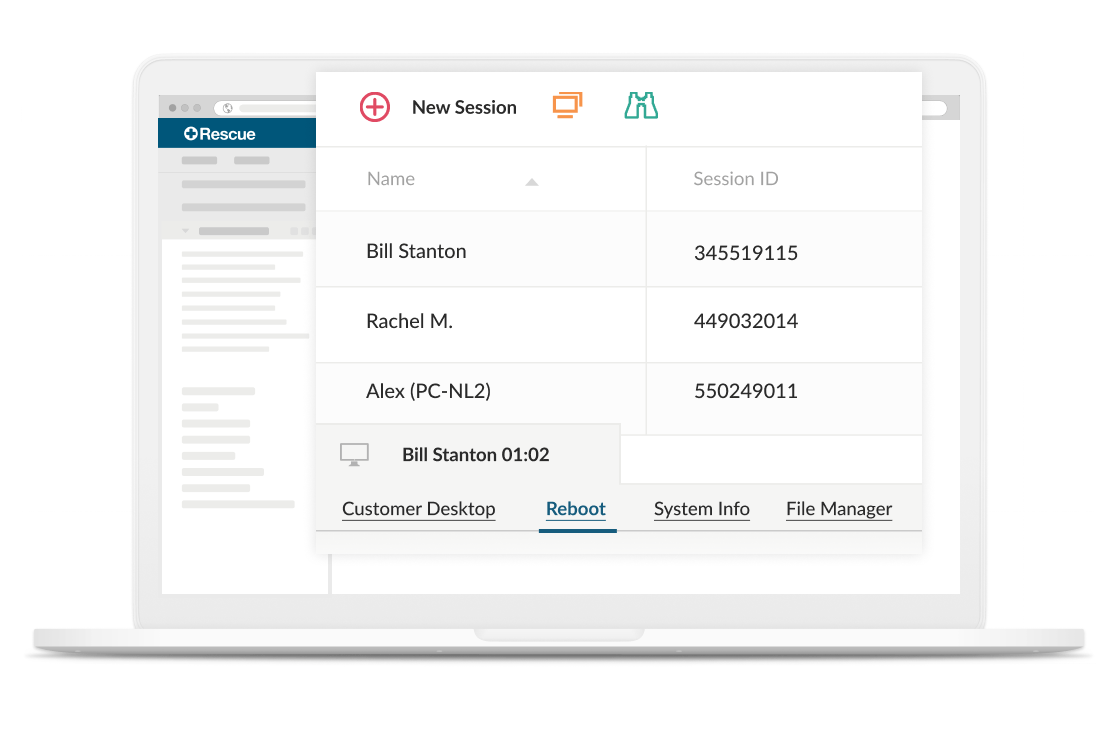 Rescue
New Session
Name Session ID
Bill Stanton 345519115
Rachel M. 449032014
Alex (PC-NL2) 550249011
Bill Stanton 01:02
Customer Desktop Reboot System Info File Manager